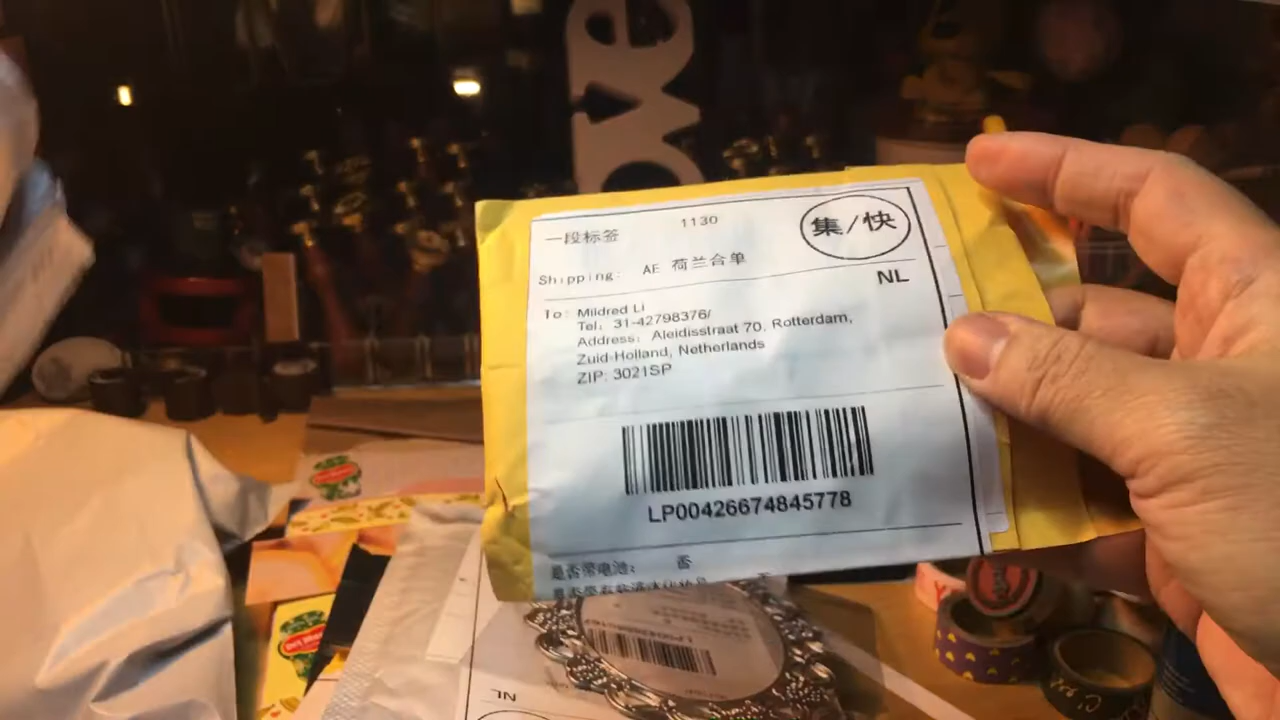 一段标签
1130
集/快
Shipping: AE 荷兰合单
NL
To: Mildred Li
Tel: 31-42798376/
Address: Aleidisstraat 70, Rotterdam,
Zuid-Holland, Netherlands
ZIP: 3021SP
LP00426674845778
是否带电池: 否
NL